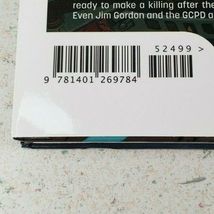 ready to make a killing after the
Even Jim Gordon and the GCPD a
52499 >
9 781401 269784